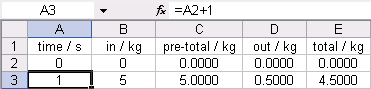 A3 fx =A2+1
A B C D E
1 time / s in / kg pre-total / kg out / kg total / kg
2 0 0 0.0000 0.0000 0.0000
3 1 5 5.0000 0.5000 4.5000